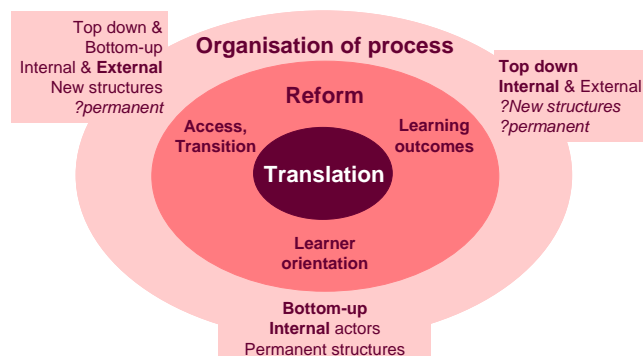 Top down &
Bottom-up
Internal & External
New structures
?permanent
Organisation of process
Top down
Internal & External
?New structures
?permanent
Reform
Access,
Transition
Learning
outcomes
Translation
Learner
orientation
Bottom-up
Internal actors
Permanent structures